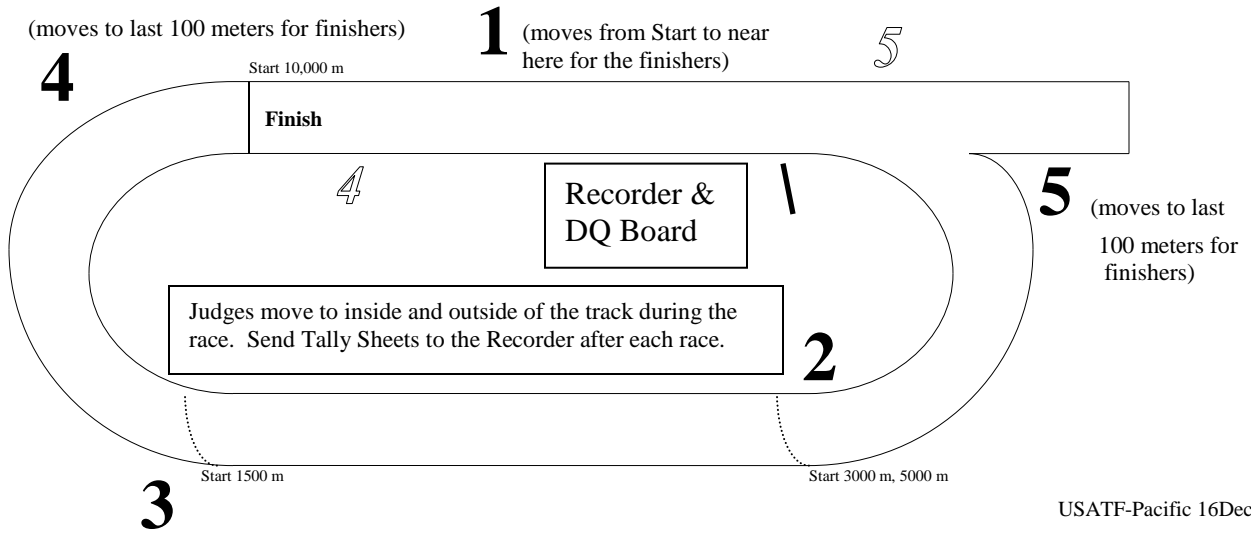 (moves to last 100 meters for finishers)
4
1
(moves from Start to near
here for the finishers)
5
Start 10,000 m
Finish
4
Recorder &
DQ Board
5
(moves to last
100 meters for
finishers)
Judges move to inside and outside of the track during the
race. Send Tally Sheets to the Recorder after each race.
2
Start 1500 m
Start 3000 m, 5000 m
3
USATF-Pacific 16Dec